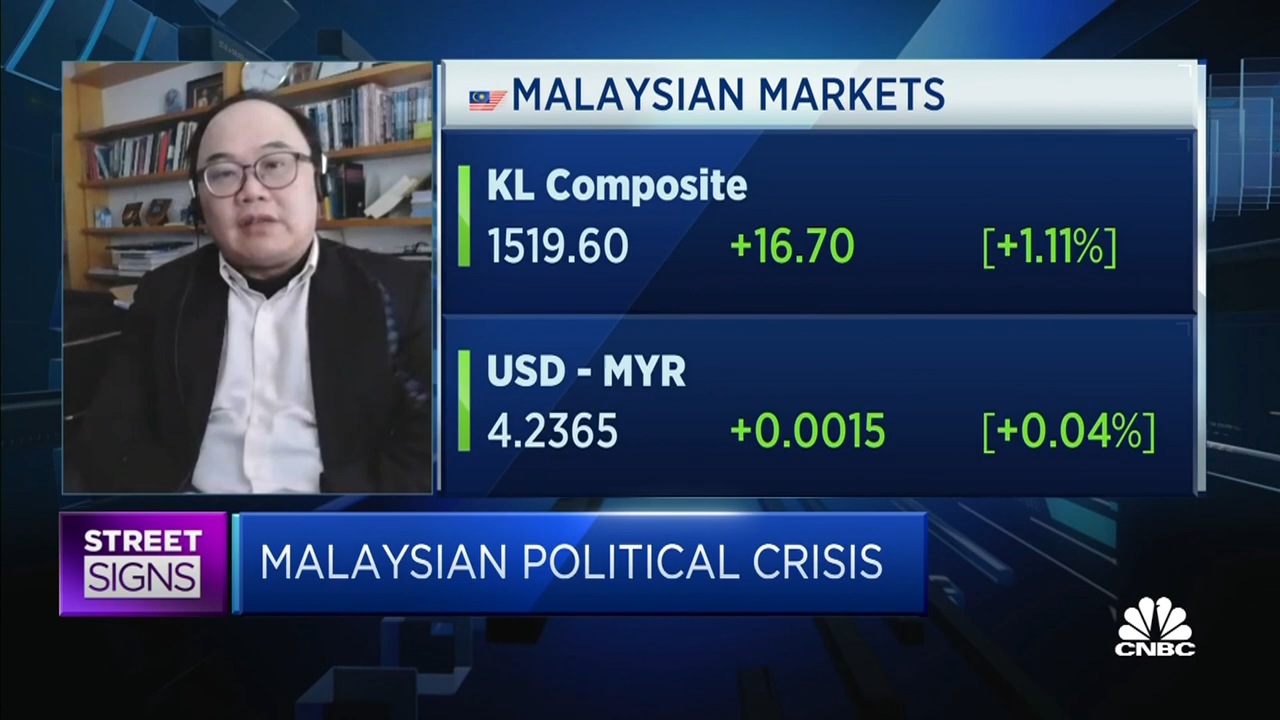 MALAYSIAN MARKETS
KL Composite
1519.60 +16.70 [+1.11%]
USD - MYR
4.2365 +0.0015 [+0.04%]
STREET
SIGNS
MALAYSIAN POLITICAL CRISIS
CNBC